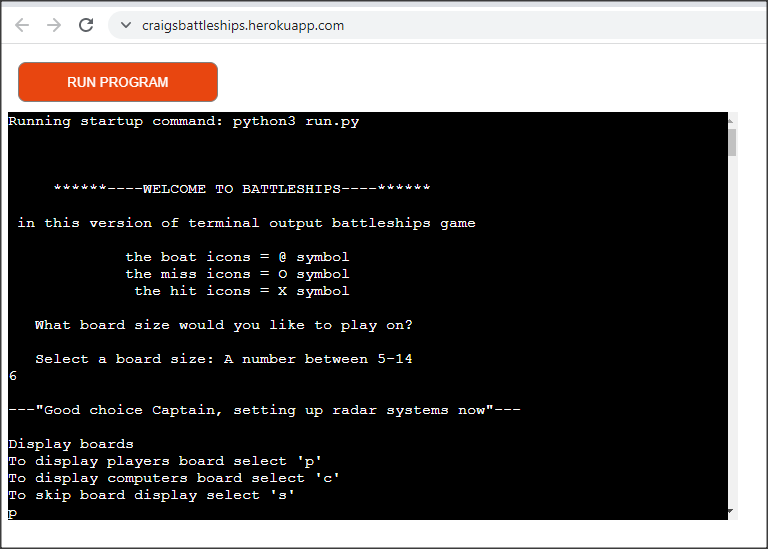 craigsbattleships.herokuapp.com
RUN PROGRAM
Running startup command: python3 run.py
******----WELCOME TO BATTLESHIPS----******
in this version of terminal output battleships game
the boat icons = @ symbol
the miss icons = O symbol
the hit icons = X symbol
What board size would you like to play on?
Select a board size: A number between 5-14
6
---"Good choice Captain, setting up radar systems now"---
Display boards
To display players board select 'p'
To display computers board select 'c'
To skip board display select 's'
p